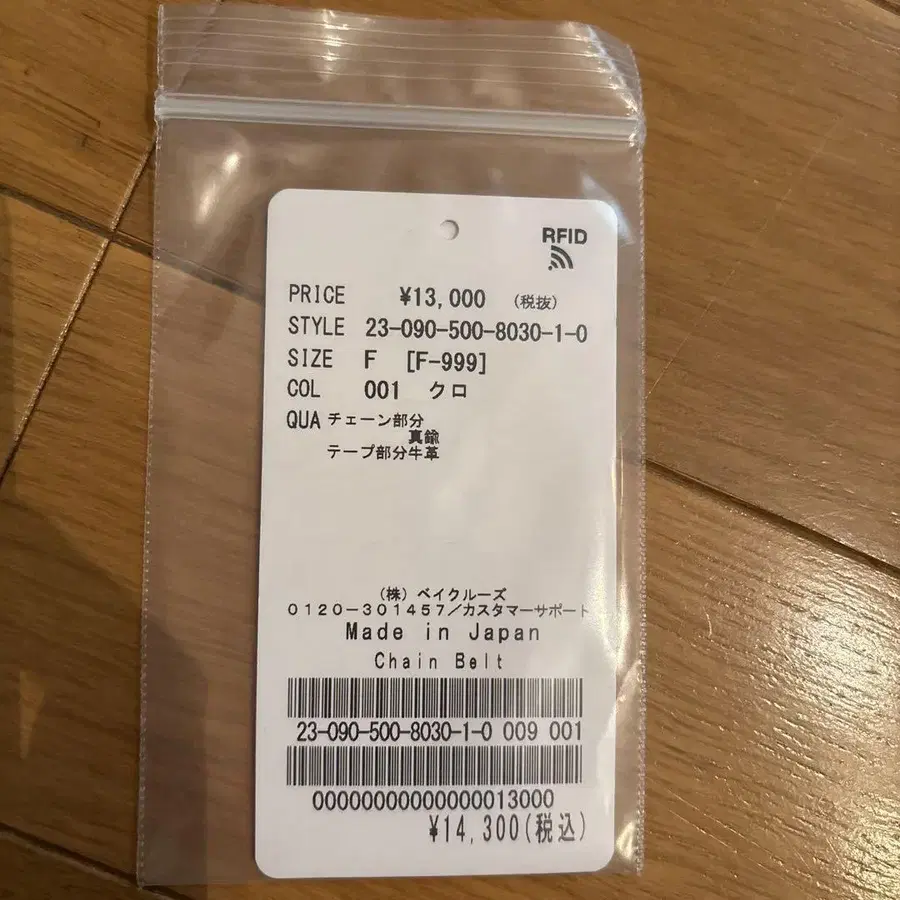 RFID
PRICE ¥13,000 (税抜)
STYLE 23-090-500-8030-1-0
SIZE F [F-999]
COL 001 クロ
QUA チェーン部分
真鍮
テープ部分牛革
(株) ベイクルーズ
0120-301457/カスタマーサポート
Made in Japan
Chain Belt
23-090-500-8030-1-0 009 001
00000000000000013000
¥14,300(税込)